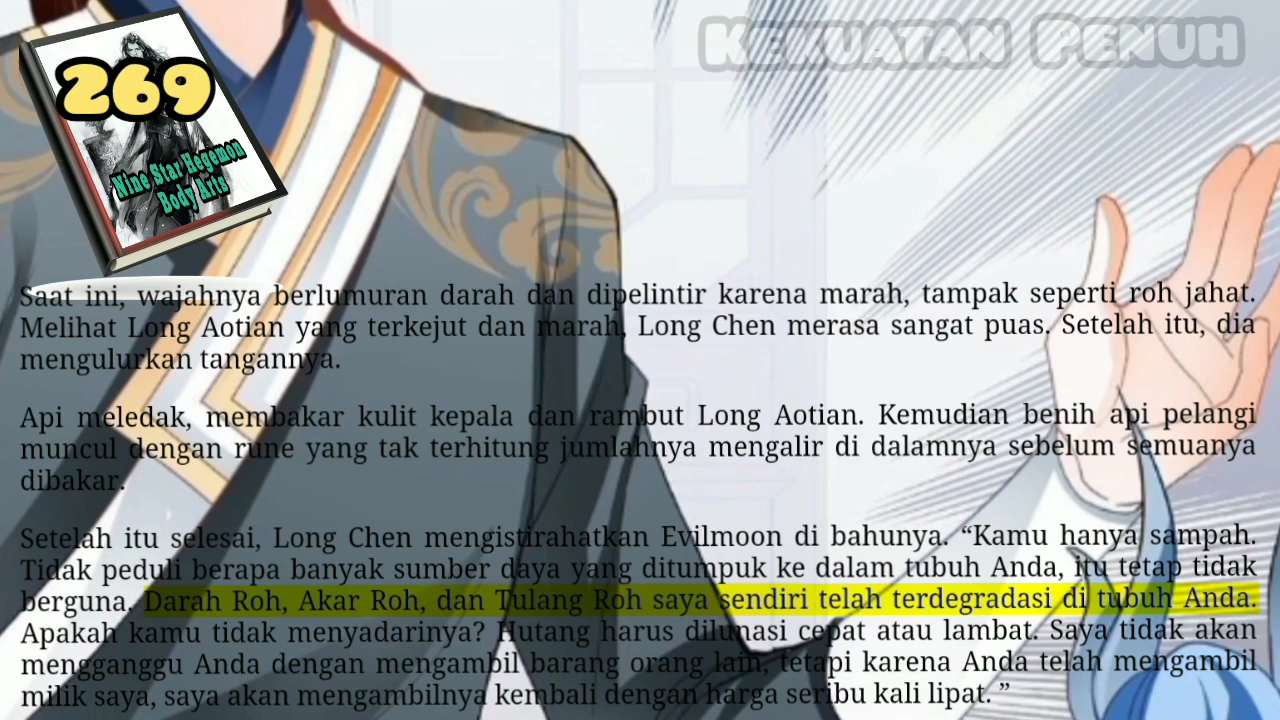 KEKUATAN PENUH
269
Nine Star Hegemon
Body Arts
Saat ini, wajahnya berlumuran darah dan dipelintir karena marah, tampak seperti roh jahat.
Melihat Long Aotian yang terkejut dan marah, Long Chen merasa sangat puas. Setelah itu, dia
mengulurkan tangannya.
Api meledak, membakar kulit kepala dan rambut Long Aotian. Kemudian benih api pelangi
muncul dengan rune yang tak terhitung jumlahnya mengalir di dalamnya sebelum semuanya
dibakar.
Setelah itu selesai, Long Chen mengistirahatkan Evilmoon di bahunya. “Kamu hanya sampah.
Tidak peduli berapa banyak sumber daya yang ditumpuk ke dalam tubuh Anda, itu tetap tidak
berguna. Darah Roh, Akar Roh, dan Tulang Roh saya sendiri telah terdegradasi di tubuh Anda.
Apakah kamu tidak menyadarinya? Hutang harus dilunasi cepat atau lambat. Saya tidak akan
mengganggu Anda dengan mengambil barang orang lain, tetapi karena Anda telah mengambil
milik saya, saya akan mengambilnya kembali dengan harga seribu kali lipat. ”